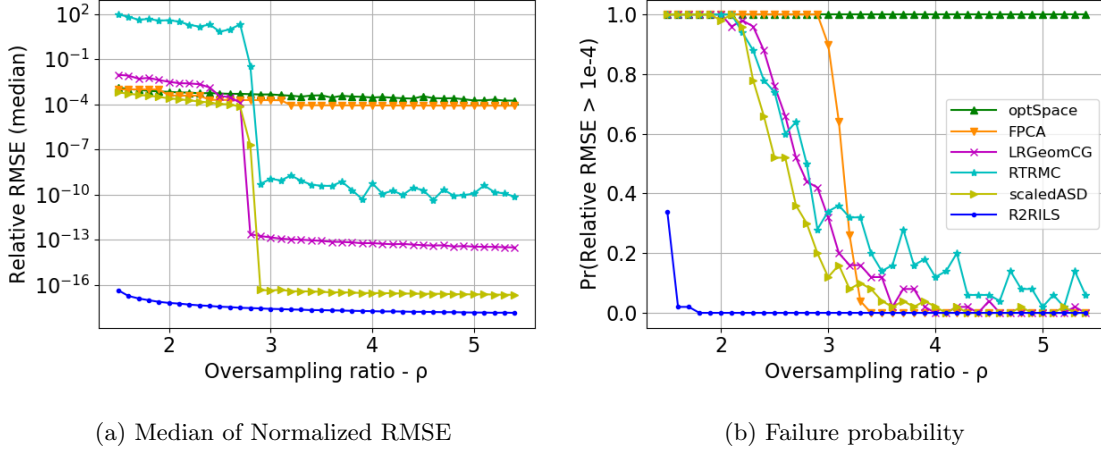 Relative RMSE (median)
10^2
10^-1
10^-4
10^-7
10^-10
10^-13
10^-16
2
3
4
5
Oversampling ratio - ρ
(a) Median of Normalized RMSE
Pr(Relative RMSE > 1e-4)
1.0
0.8
0.6
0.4
0.2
0.0
optSpace
FPCA
LRGeomCG
RTRMC
scaledASD
R2RILS
2
3
4
5
Oversampling ratio - ρ
(b) Failure probability